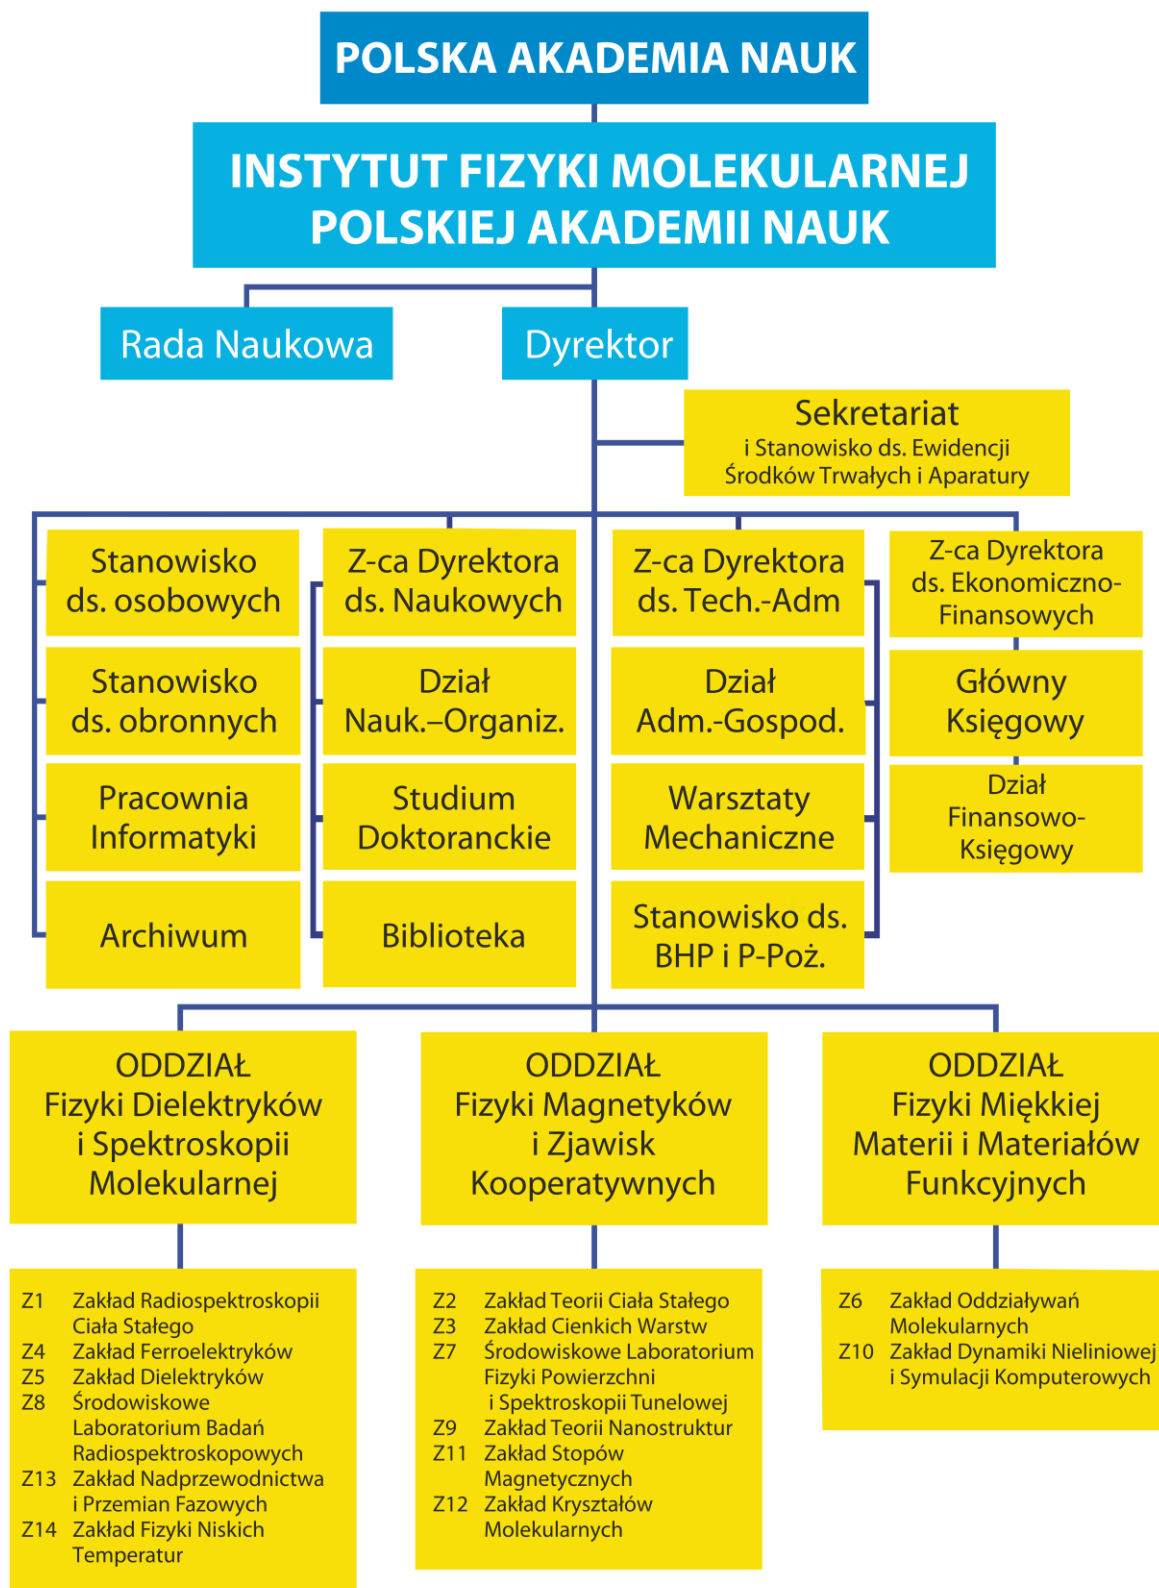 POLSKA AKADEMIA NAUK
INSTYTUT FIZYKI MOLEKULARNEJ
POLSKIEJ AKADEMII NAUK
Rada Naukowa
Dyrektor
Sekretariat
i Stanowisko ds. Ewidencji
Środków Trwałych i Aparatury
Stanowisko
ds. osobowych
Z-ca Dyrektora
ds. Naukowych
Z-ca Dyrektora
ds. Tech.-Adm
Z-ca Dyrektora
ds. Ekonomiczno-
Finansowych
Stanowisko
ds. obronnych
Dział
Nauk.–Organiz.
Dział
Adm.-Gospod.
Główny
Księgowy
Pracownia
Informatyki
Studium
Doktoranckie
Warsztaty
Mechaniczne
Dział
Finansowo-
Księgowy
Archiwum
Biblioteka
Stanowisko ds.
BHP i P-Poż.
ODDZIAŁ
Fizyki Dielektryków
i Spektroskopii
Molekularnej
ODDZIAŁ
Fizyki Magnetyków
i Zjawisk
Kooperatywnych
ODDZIAŁ
Fizyki Miękkiej
Materii i Materiałów
Funkcyjnych
Z1 Zakład Radiospektroskopii
Ciała Stałego
Z4 Zakład Ferroelektryków
Z5 Zakład Dielektryków
Z8 Środowiskowe
Laboratorium Badań
Radiospektroskopowych
Z13 Zakład Nadprzewodnictwa
i Przemian Fazowych
Z14 Zakład Fizyki Niskich
Temperatur
Z2 Zakład Teorii Ciała Stałego
Z3 Zakład Cienkich Warstw
Z7 Środowiskowe Laboratorium
Fizyki Powierzchni
i Spektroskopii Tunelowej
Z9 Zakład Teorii Nanostruktur
Z11 Zakład Stopów
Magnetycznych
Z12 Zakład Kryształów
Molekularnych
Z6 Zakład Oddziaływań
Molekularnych
Z10 Zakład Dynamiki Nieliniowej
i Symulacji Komputerowych